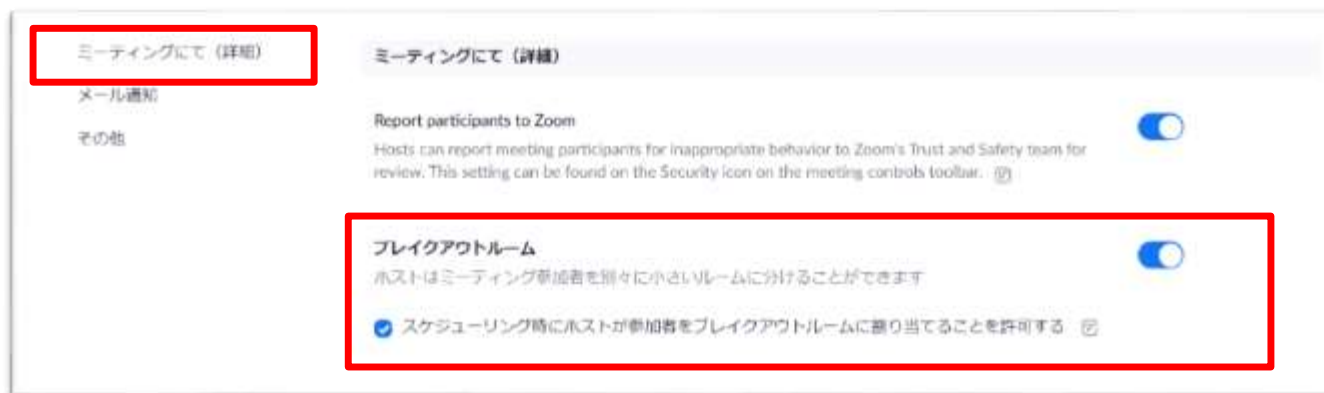 ミーティングにて（詳細）
メール通知
その他
ミーティングにて（詳細）
Report participants to Zoom
Hosts can report meeting participants for inappropriate behavior to Zoom's Trust and Safety team for
review. This setting can be found on the Security icon on the meeting controls toolbar.
ブレイクアウトルーム
ホストはミーティング参加者を別々に小さいルームに分けることができます
スケジューリング時にホストが参加者をブレイクアウトルームに割り当てることを許可する